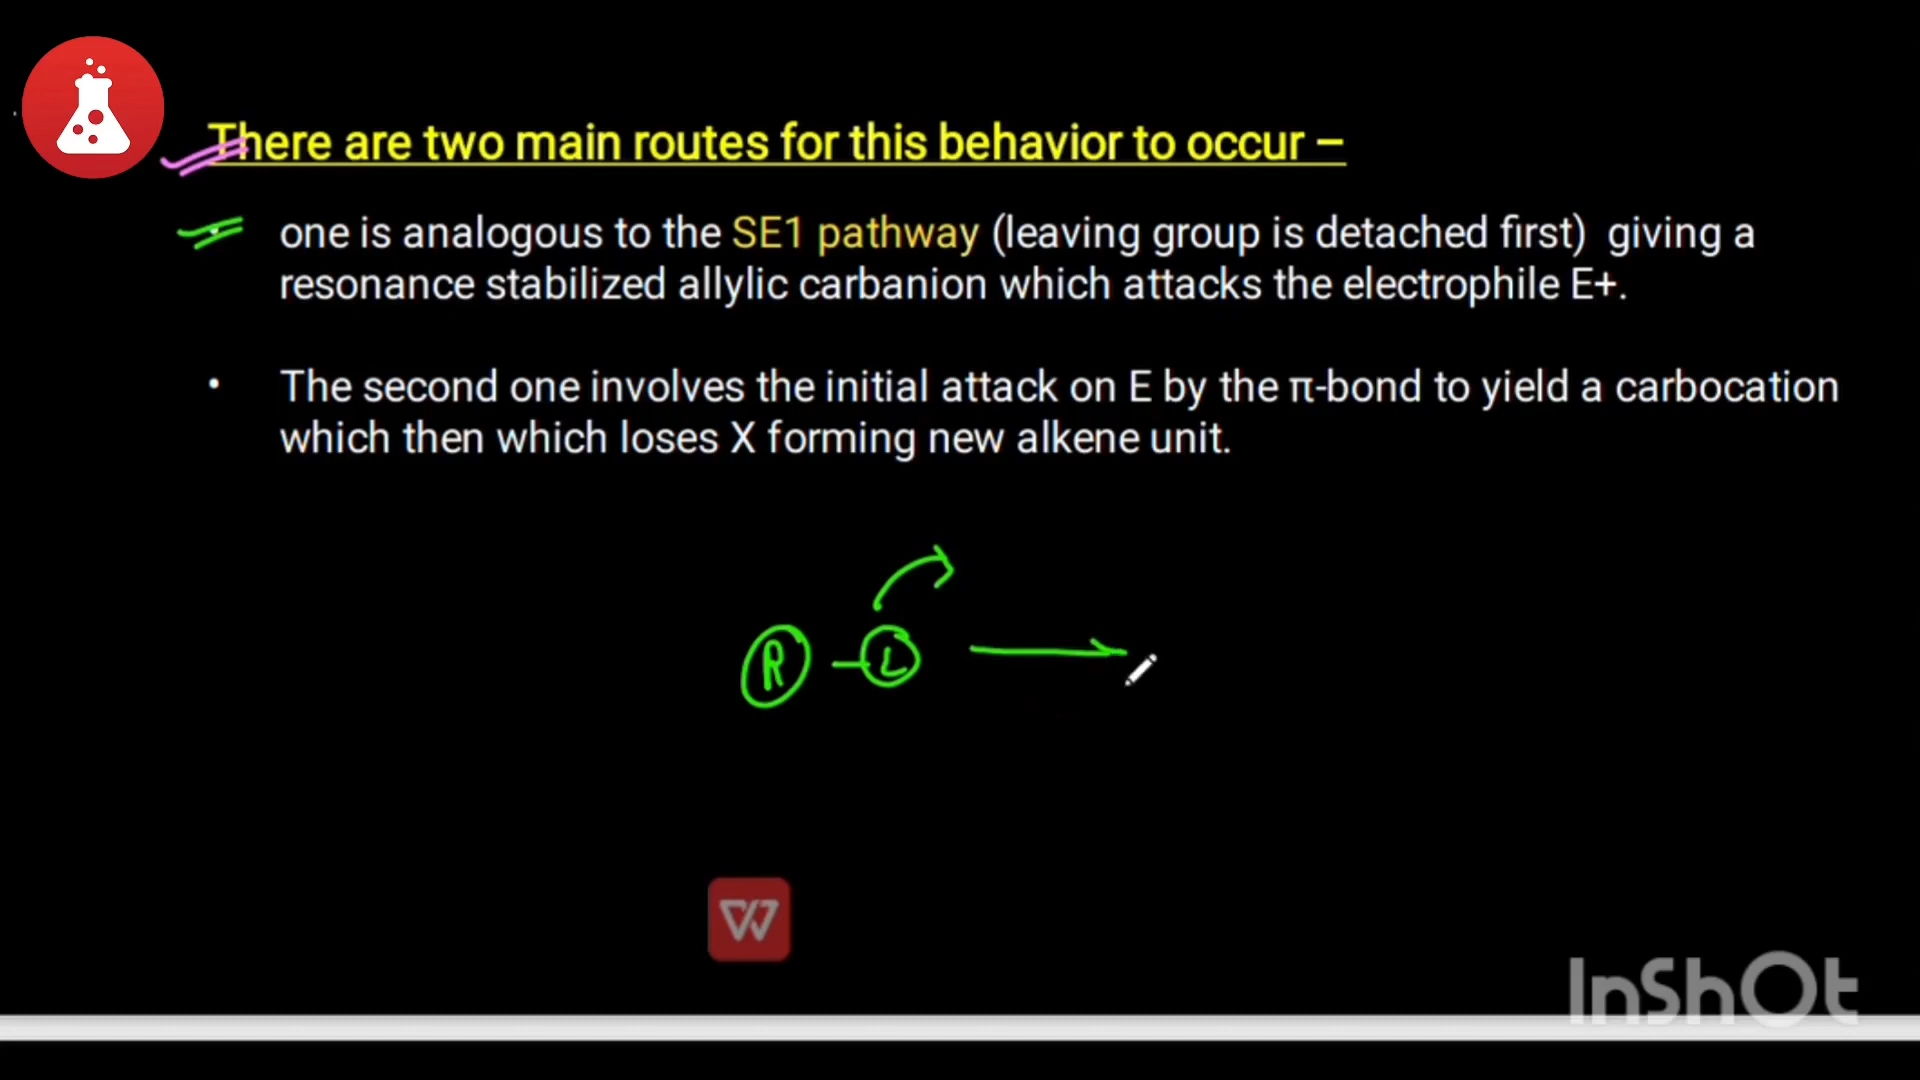 There are two main routes for this behavior to occur –
one is analogous to the SE1 pathway (leaving group is detached first) giving a
resonance stabilized allylic carbanion which attacks the electrophile E+.
• The second one involves the initial attack on E by the π-bond to yield a carbocation
which then which loses X forming new alkene unit.
R – L
W
InShOt